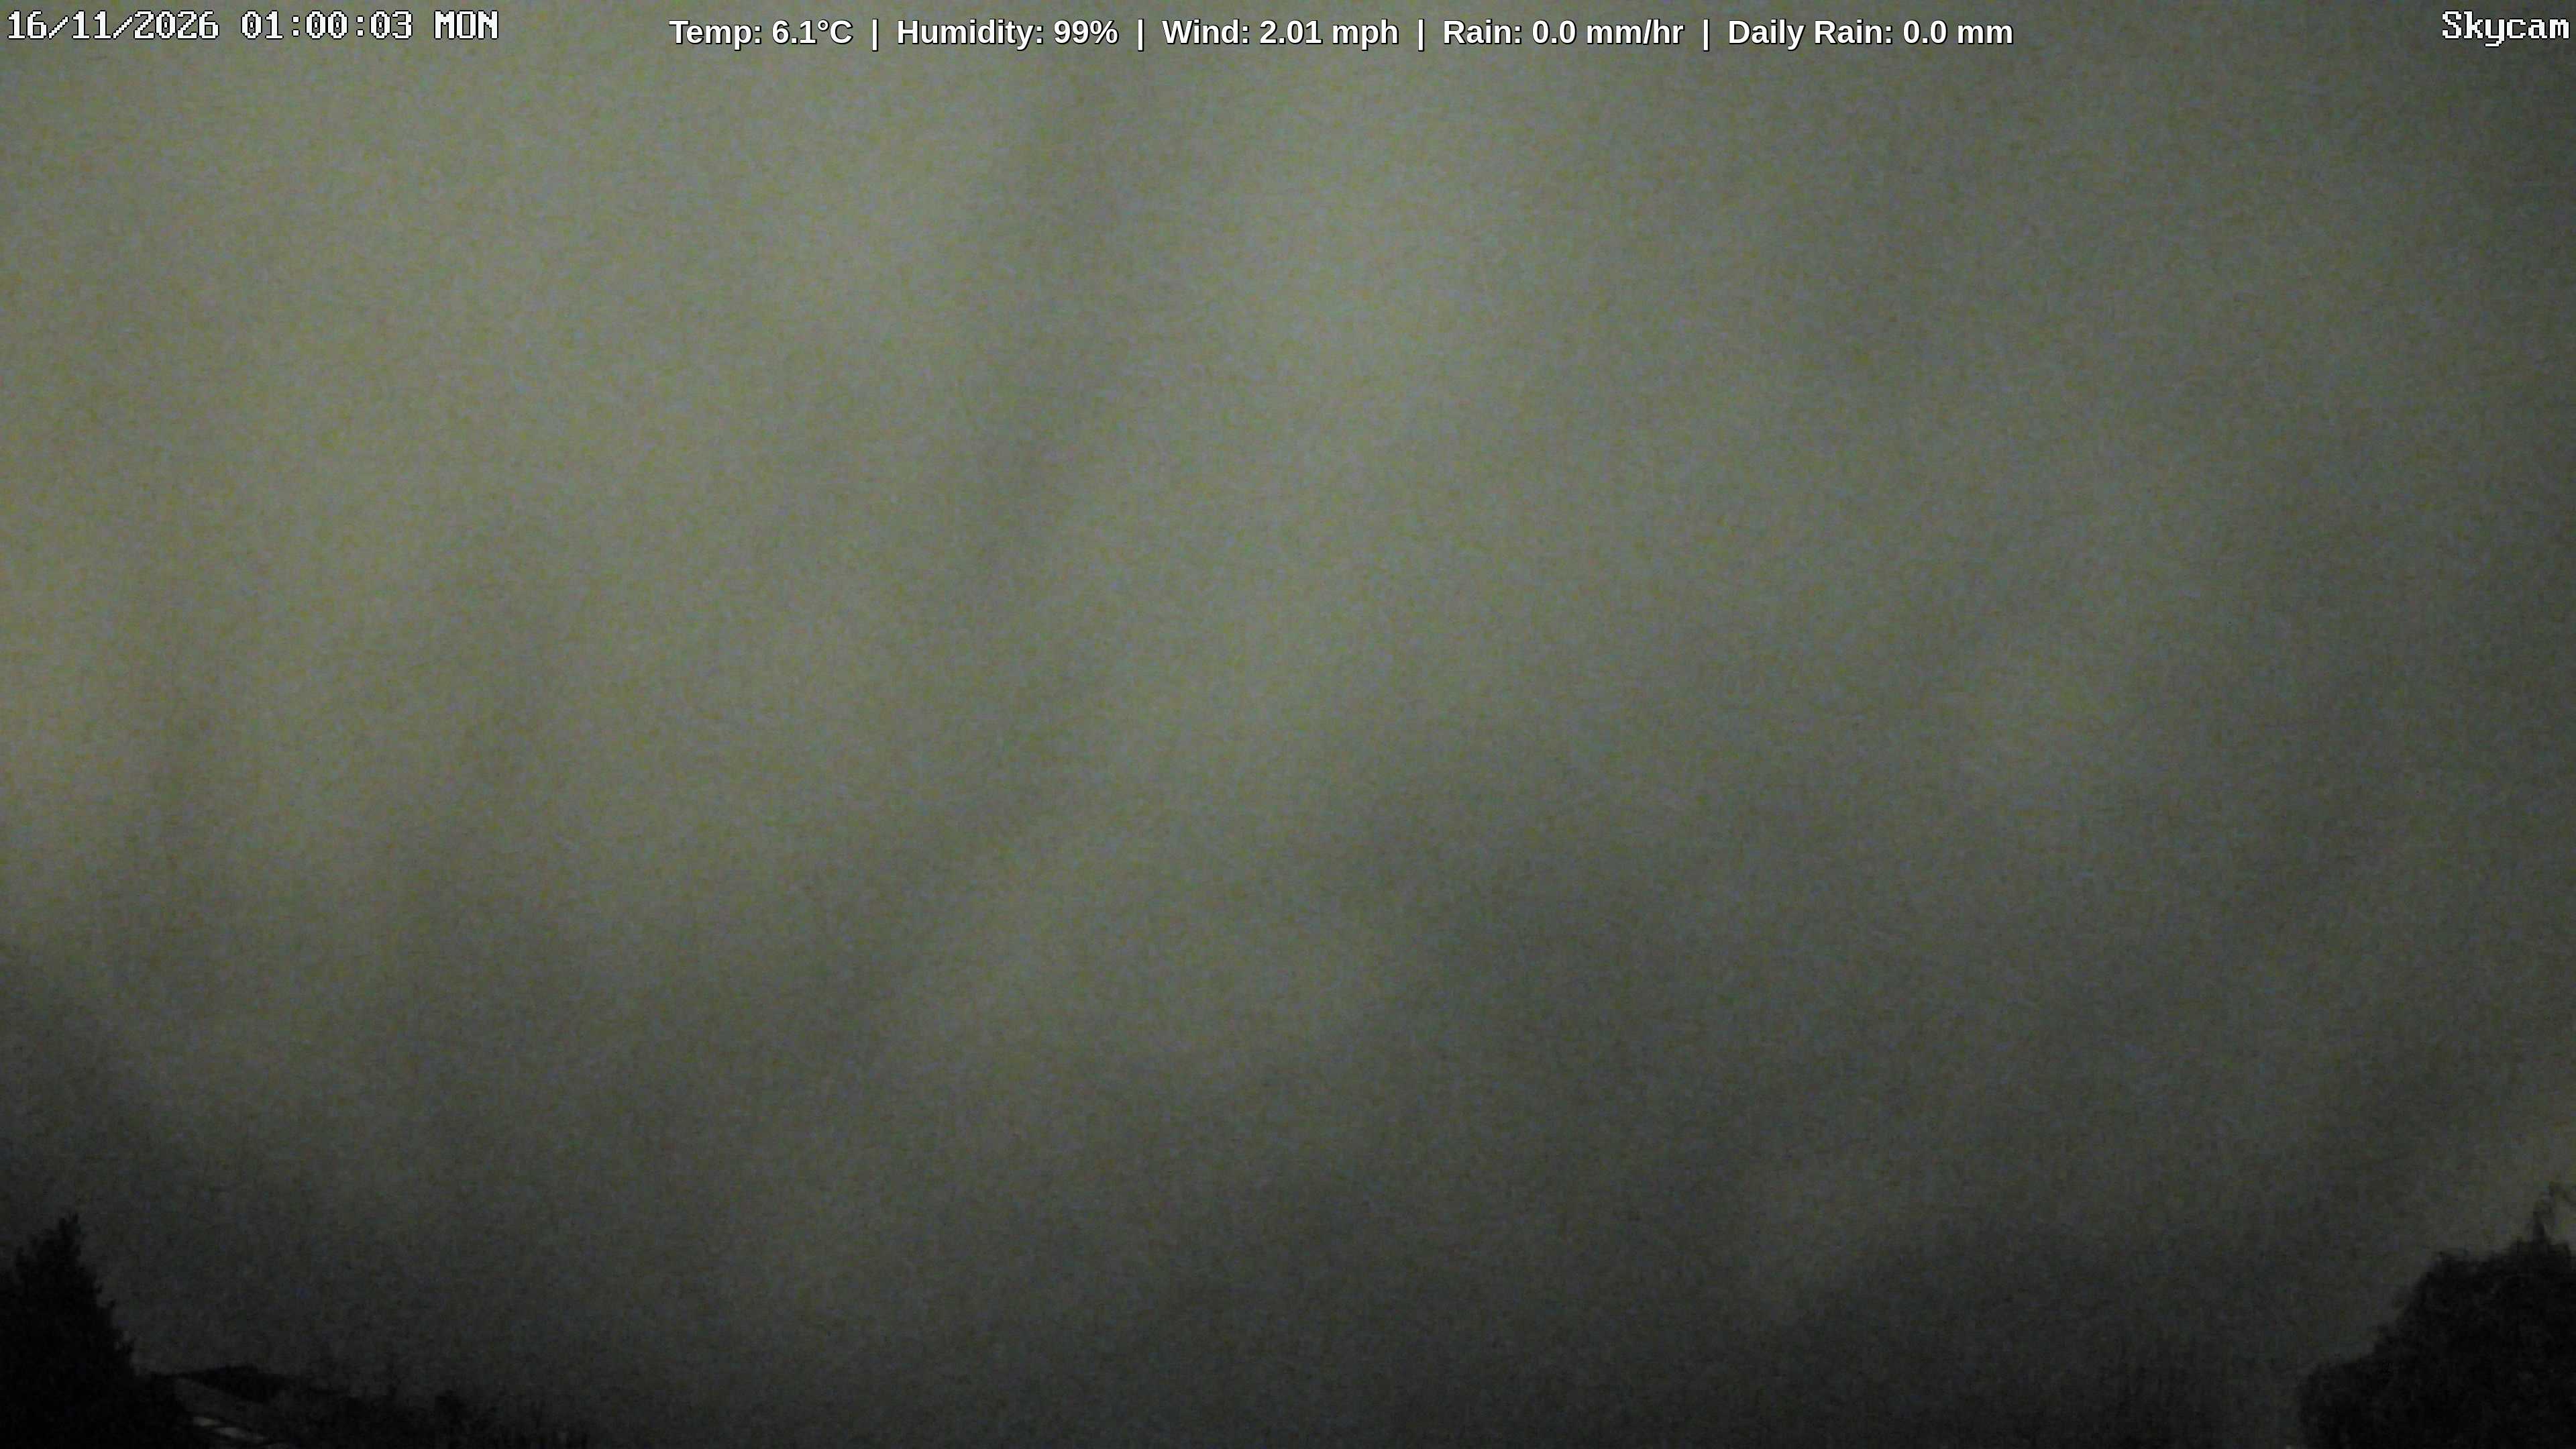 16/11/2026 01:00:03 MON
Temp: 6.1°C | Humidity: 99% | Wind: 2.01 mph | Rain: 0.0 mm/hr | Daily Rain: 0.0 mm
Skycam